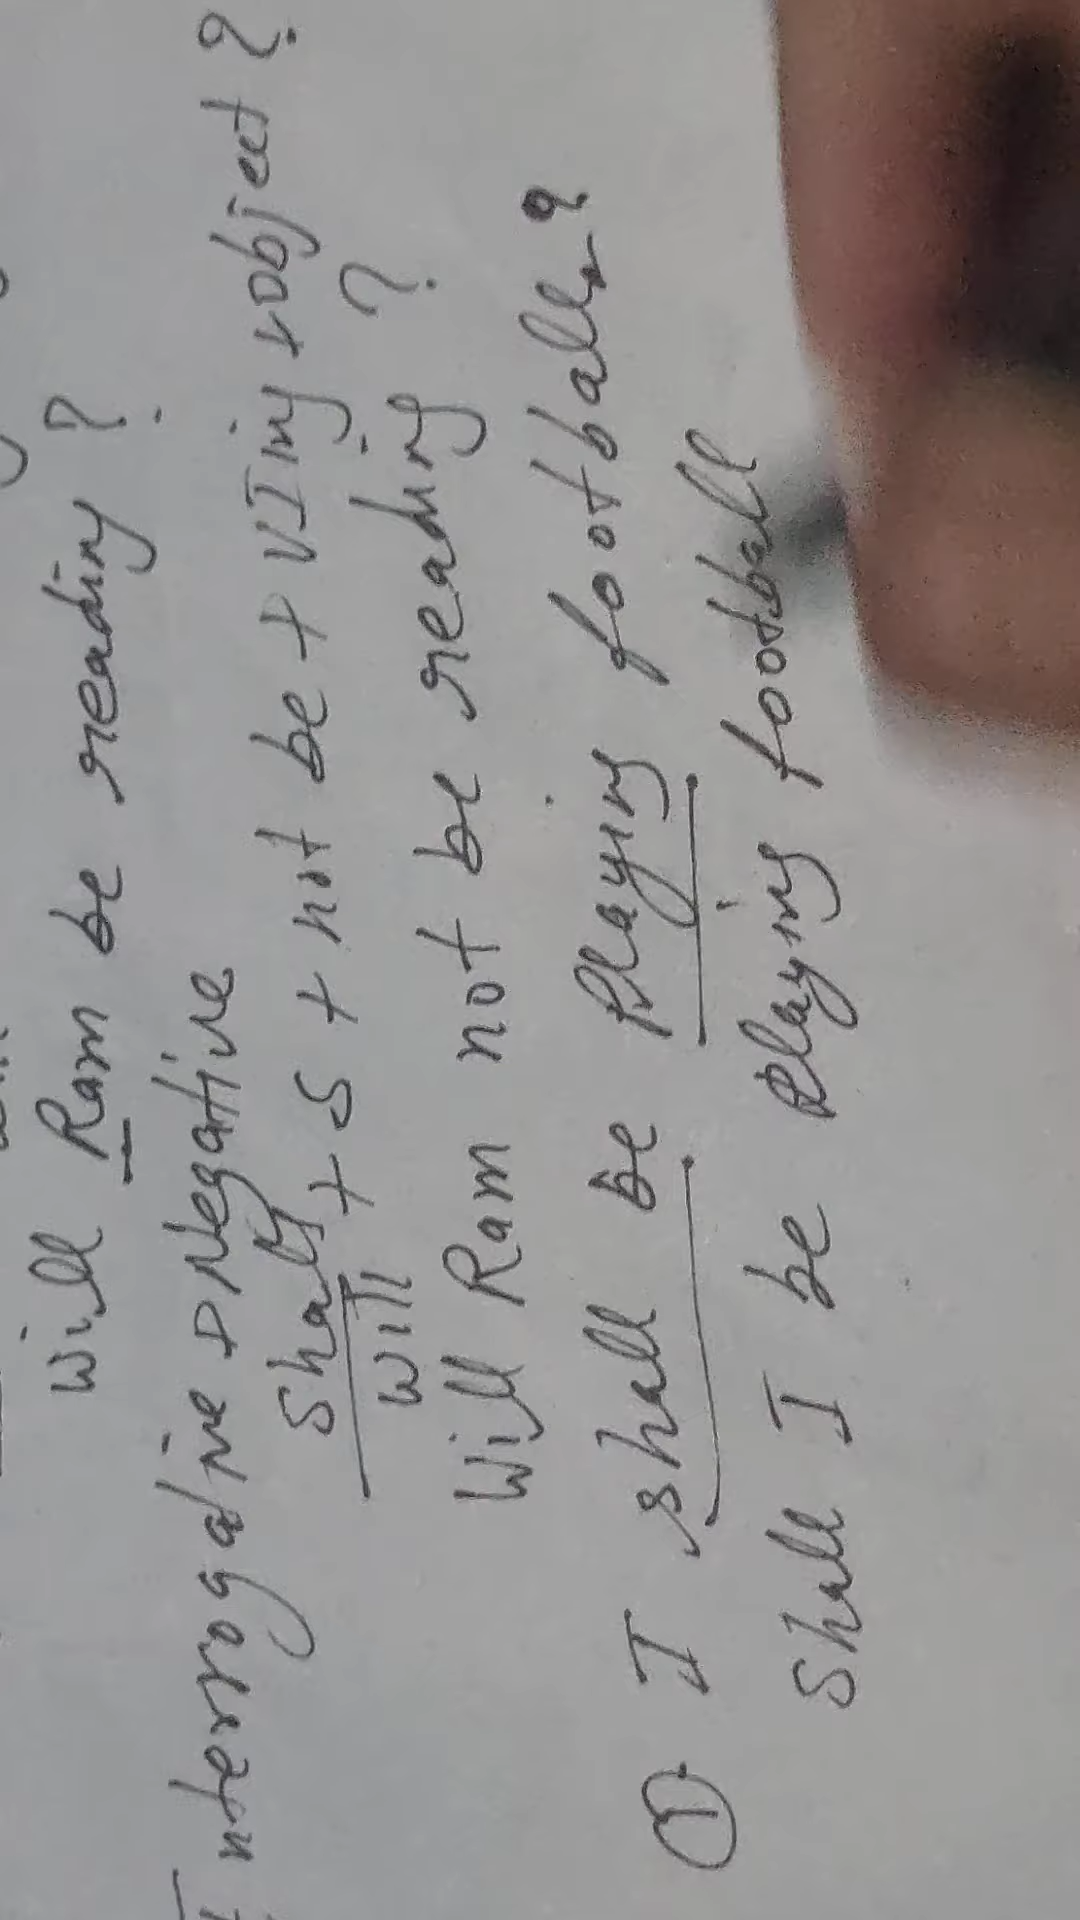 Will Ram be reading ?
Interrogative + Negative
Shall + S + not be + VIing + object ?
Will
Will Ram not be reading ?
① I shall be Playing football ?
Shall I be Playing football